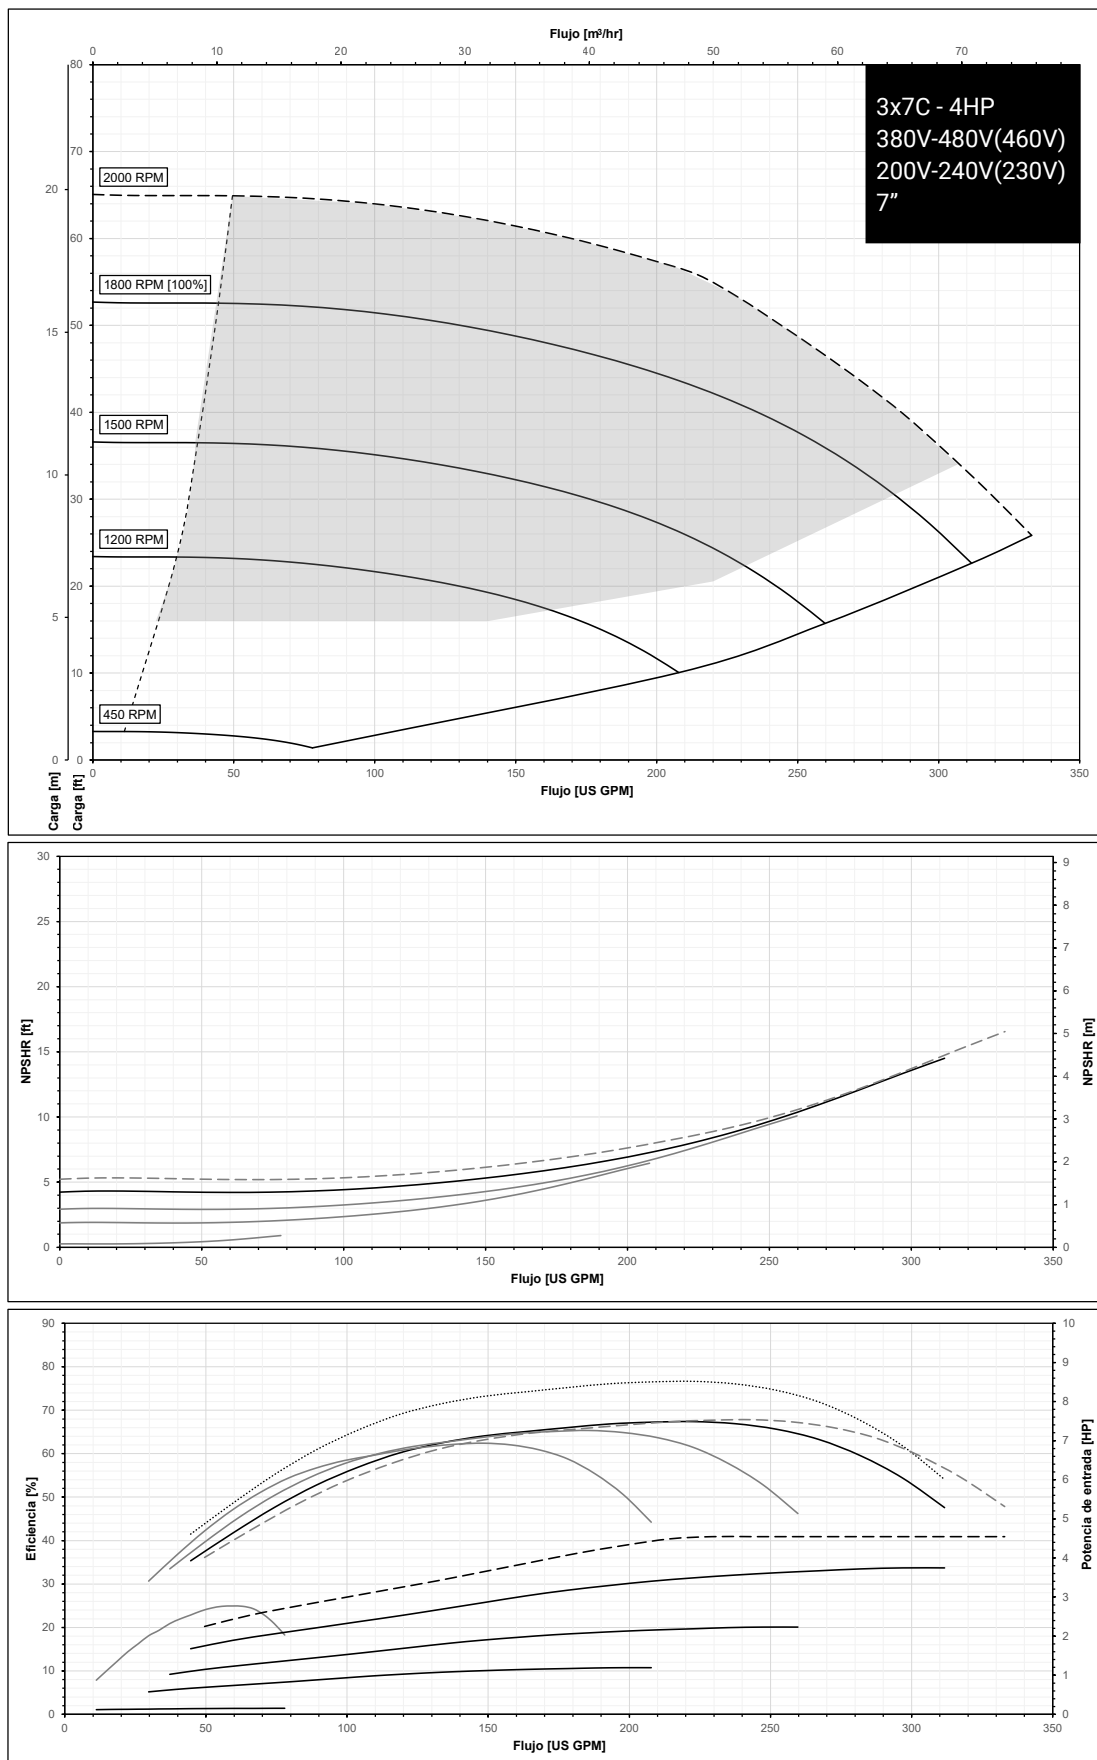 Flujo [m³/hr]
0 10 20 30 40 50 60 70
3x7C - 4HP
380V-480V(460V)
200V-240V(230V)
7”
80
70
60
50
40
30
20
10
0
20
15
10
5
0
2000 RPM
1800 RPM [100%]
1500 RPM
1200 RPM
450 RPM
0 50 100 150 200 250 300 350
Flujo [US GPM]
Carga [m]
Carga [ft]
30
25
20
15
10
5
0
NPSHR [ft]
9
8
7
6
5
4
3
2
1
0
NPSHR [m]
0 50 100 150 200 250 300 350
Flujo [US GPM]
90
80
70
60
50
40
30
20
10
0
Eficiencia [%]
10
9
8
7
6
5
4
3
2
1
0
Potencia de entrada [HP]
0 50 100 150 200 250 300 350
Flujo [US GPM]